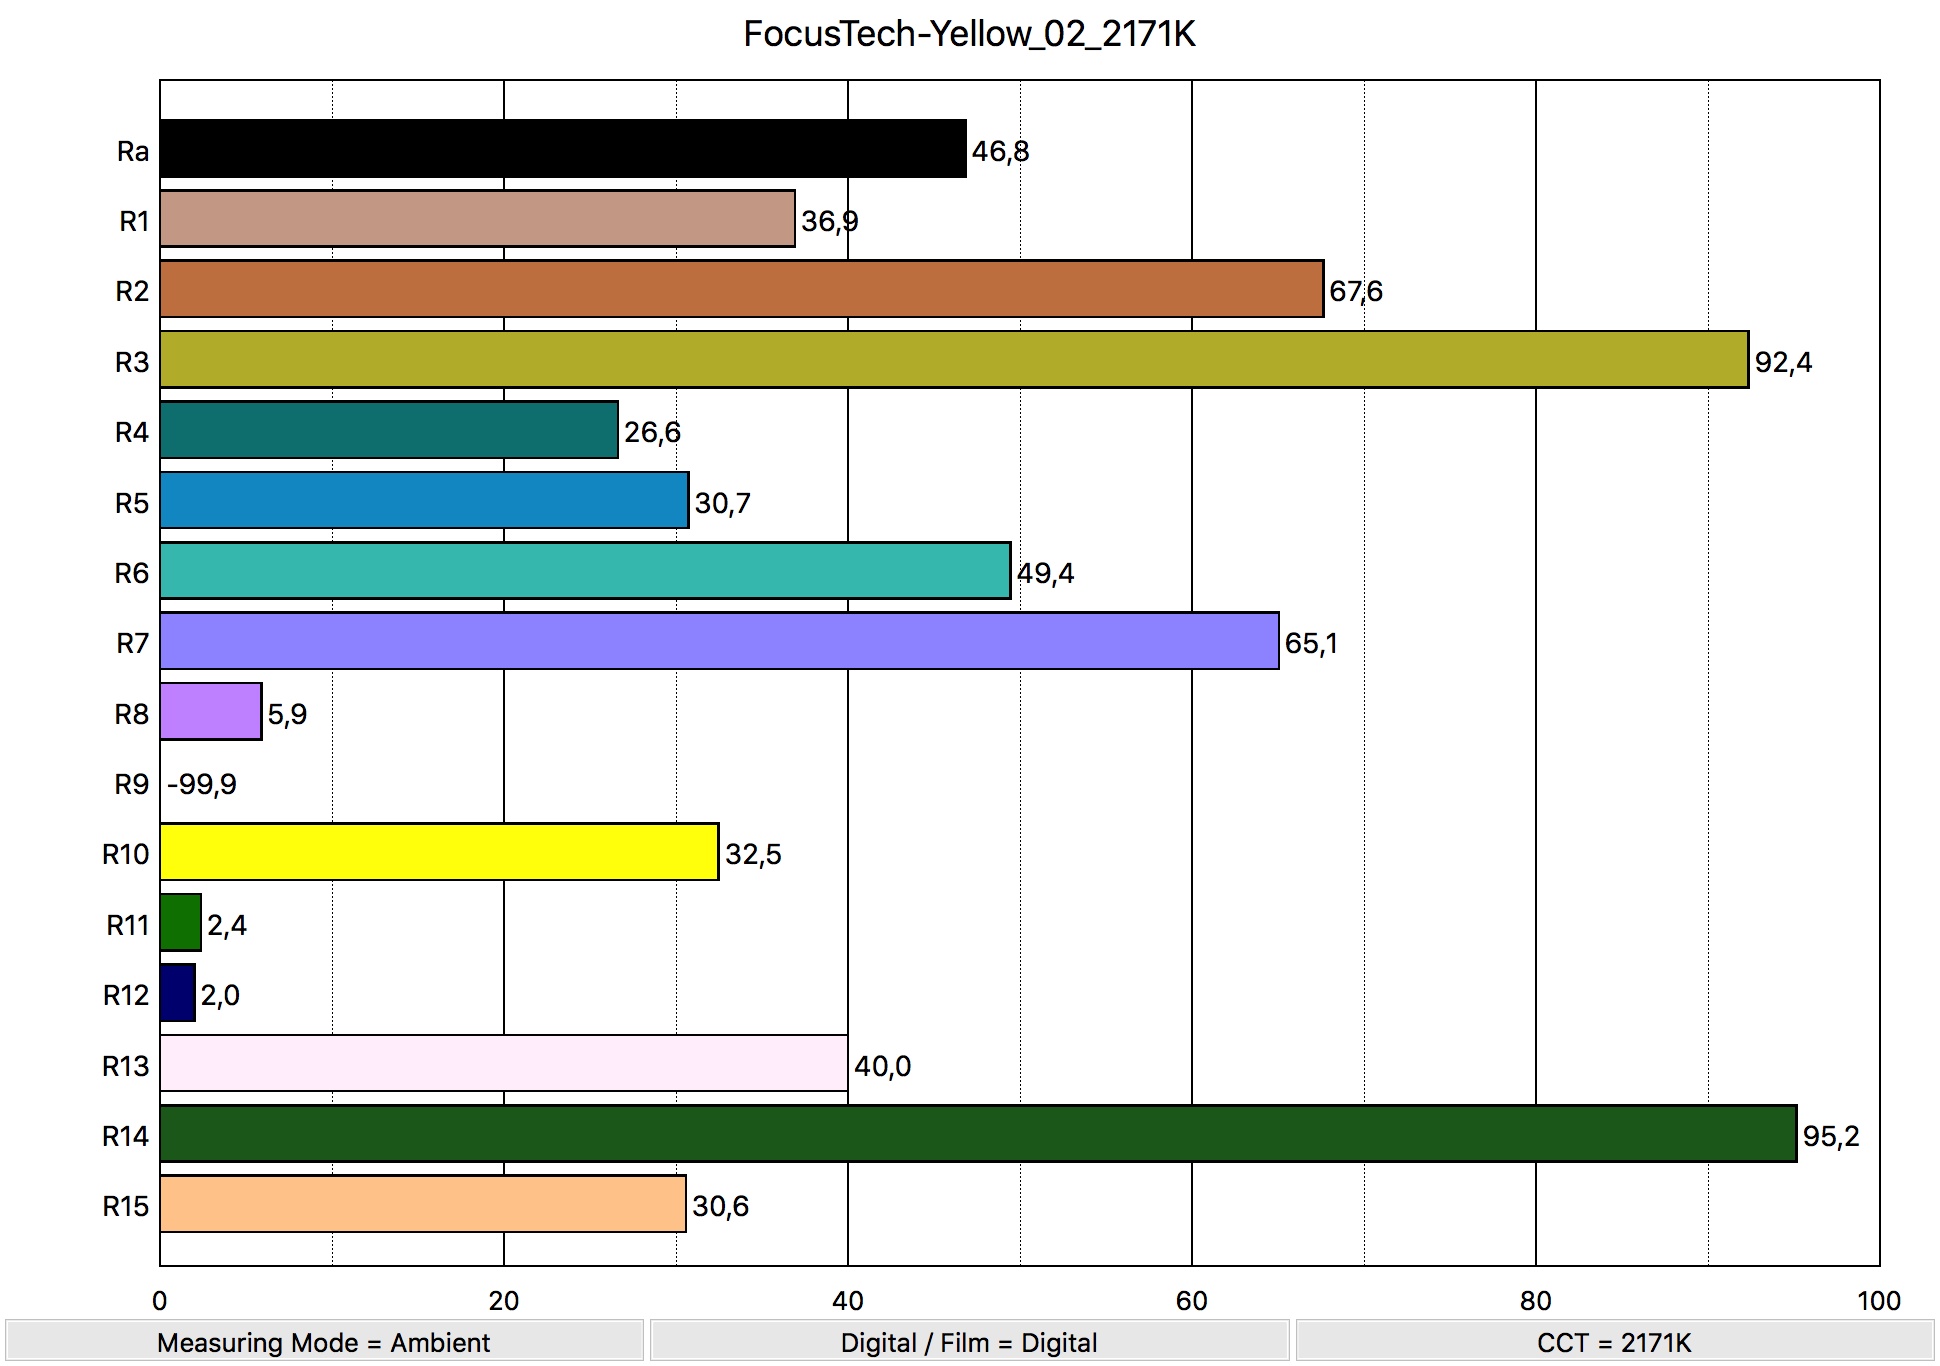 FocusTech-Yellow_02_2171K
Ra 46,8
R1 36,9
R2 67,6
R3 92,4
R4 26,6
R5 30,7
R6 49,4
R7 65,1
R8 5,9
R9 -99,9
R10 32,5
R11 2,4
R12 2,0
R13 40,0
R14 95,2
R15 30,6
0 20 40 60 80 100
Measuring Mode = Ambient Digital / Film = Digital CCT = 2171K